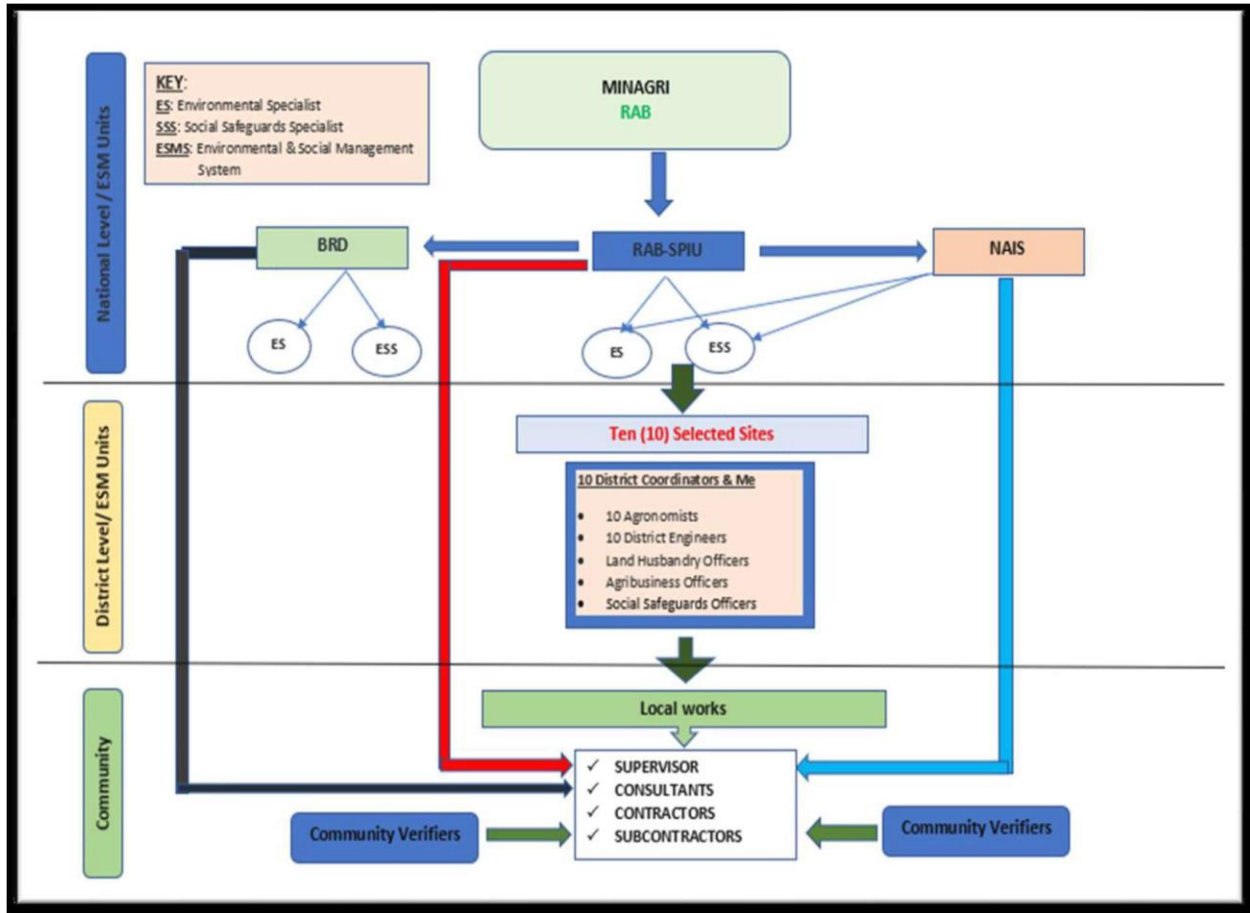 National Level / ESM Units
KEY:
ES: Environmental Specialist
SSS: Social Safeguards Specialist
ESMS: Environmental & Social Management
System
MINAGRI
RAB
BRD
RAB-SPIU
NAIS
ES
ESS
ES
ESS
District Level/ ESM Units
Ten (10) Selected Sites
10 District Coordinators & Me
• 10 Agronomists
• 10 District Engineers
• Land Husbandry Officers
• Agribusiness Officers
• Social Safeguards Officers
Community
Local works
✓ SUPERVISOR
✓ CONSULTANTS
✓ CONTRACTORS
✓ SUBCONTRACTORS
Community Verifiers
Community Verifiers